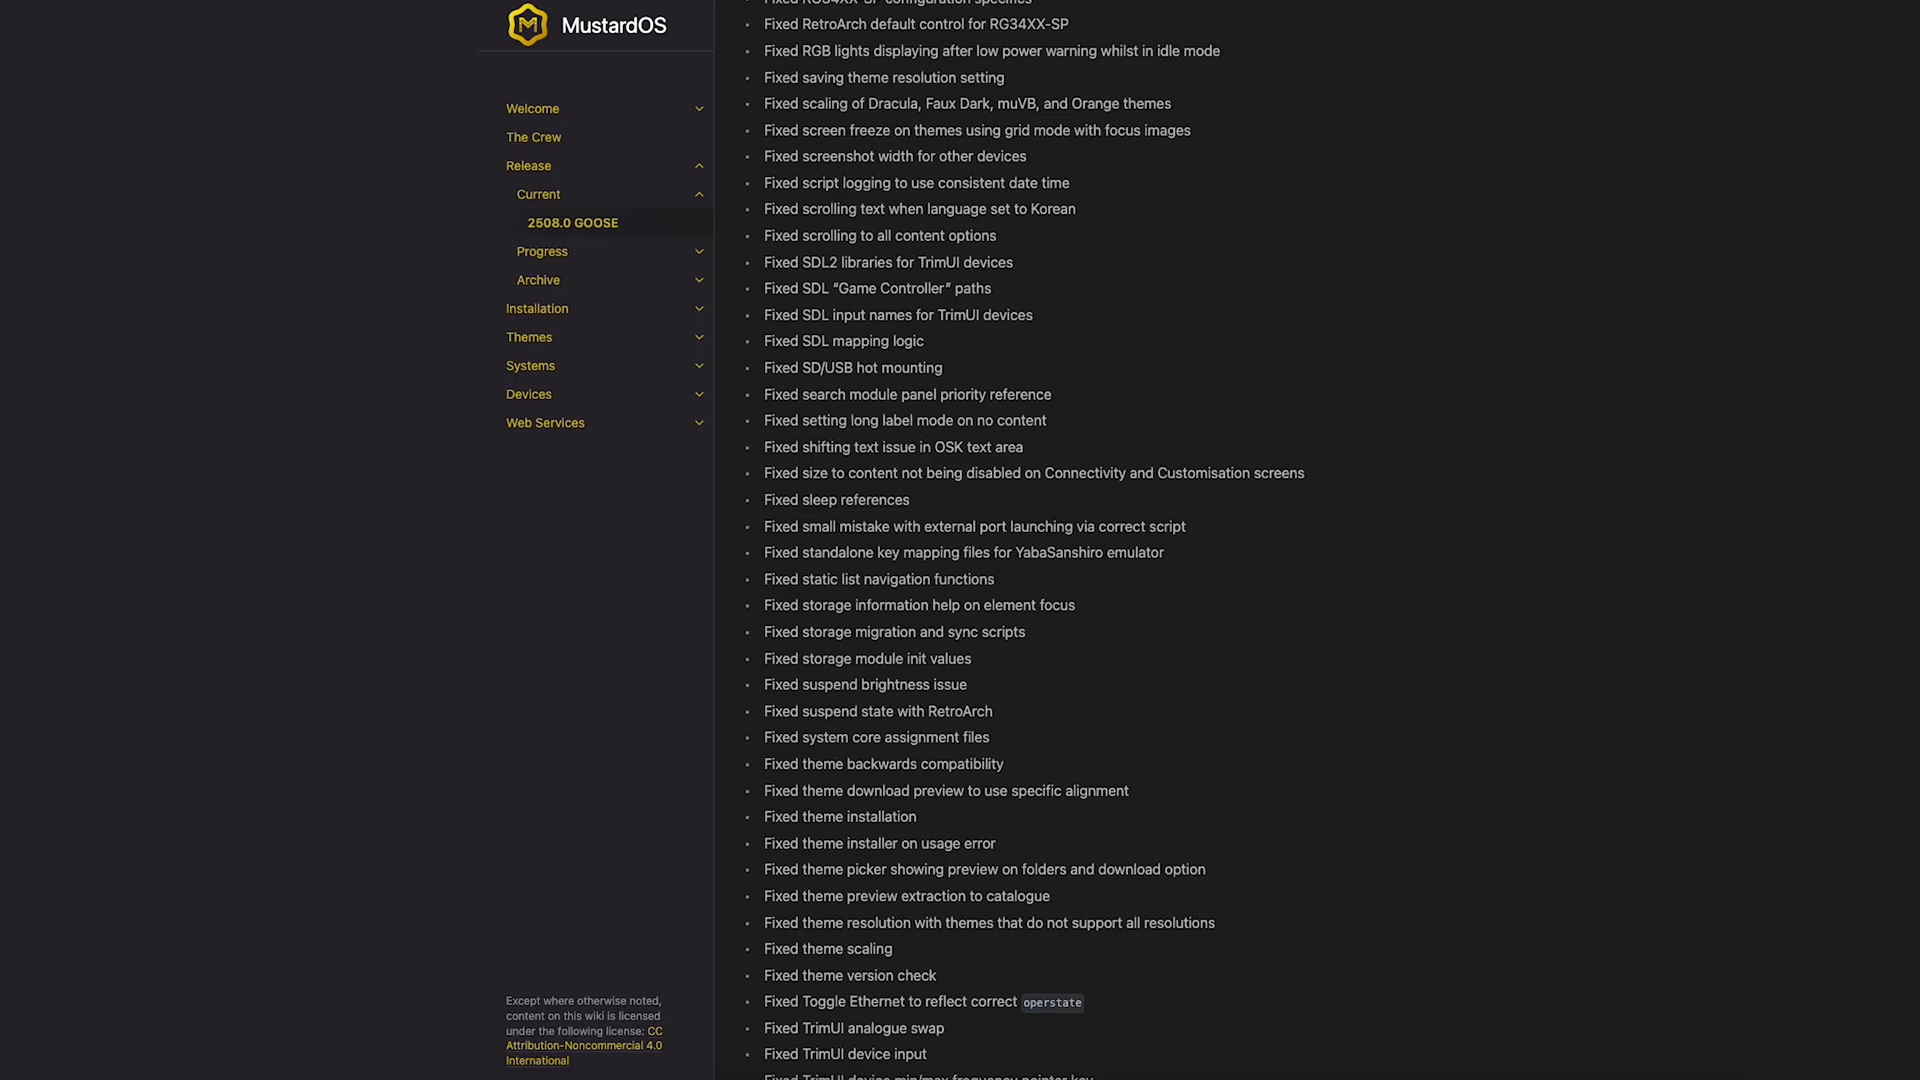 MustardOS
Welcome
The Crew
Release
Current
2508.0 GOOSE
Progress
Archive
Installation
Themes
Systems
Devices
Web Services
Except where otherwise noted,
content on this wiki is licensed
under the following license: CC
Attribution-Noncommercial 4.0
International
Fixed RG34XX-SP configuration specifics
Fixed RetroArch default control for RG34XX-SP
Fixed RGB lights displaying after low power warning whilst in idle mode
Fixed saving theme resolution setting
Fixed scaling of Dracula, Faux Dark, muVB, and Orange themes
Fixed screen freeze on themes using grid mode with focus images
Fixed screenshot width for other devices
Fixed script logging to use consistent date time
Fixed scrolling text when language set to Korean
Fixed scrolling to all content options
Fixed SDL2 libraries for TrimUI devices
Fixed SDL “Game Controller” paths
Fixed SDL input names for TrimUI devices
Fixed SDL mapping logic
Fixed SD/USB hot mounting
Fixed search module panel priority reference
Fixed setting long label mode on no content
Fixed shifting text issue in OSK text area
Fixed size to content not being disabled on Connectivity and Customisation screens
Fixed sleep references
Fixed small mistake with external port launching via correct script
Fixed standalone key mapping files for YabaSanshiro emulator
Fixed static list navigation functions
Fixed storage information help on element focus
Fixed storage migration and sync scripts
Fixed storage module init values
Fixed suspend brightness issue
Fixed suspend state with RetroArch
Fixed system core assignment files
Fixed theme backwards compatibility
Fixed theme download preview to use specific alignment
Fixed theme installation
Fixed theme installer on usage error
Fixed theme picker showing preview on folders and download option
Fixed theme preview extraction to catalogue
Fixed theme resolution with themes that do not support all resolutions
Fixed theme scaling
Fixed theme version check
Fixed Toggle Ethernet to reflect correct operstate
Fixed TrimUI analogue swap
Fixed TrimUI device input
Fixed TrimUI device min/max frequency pointer key